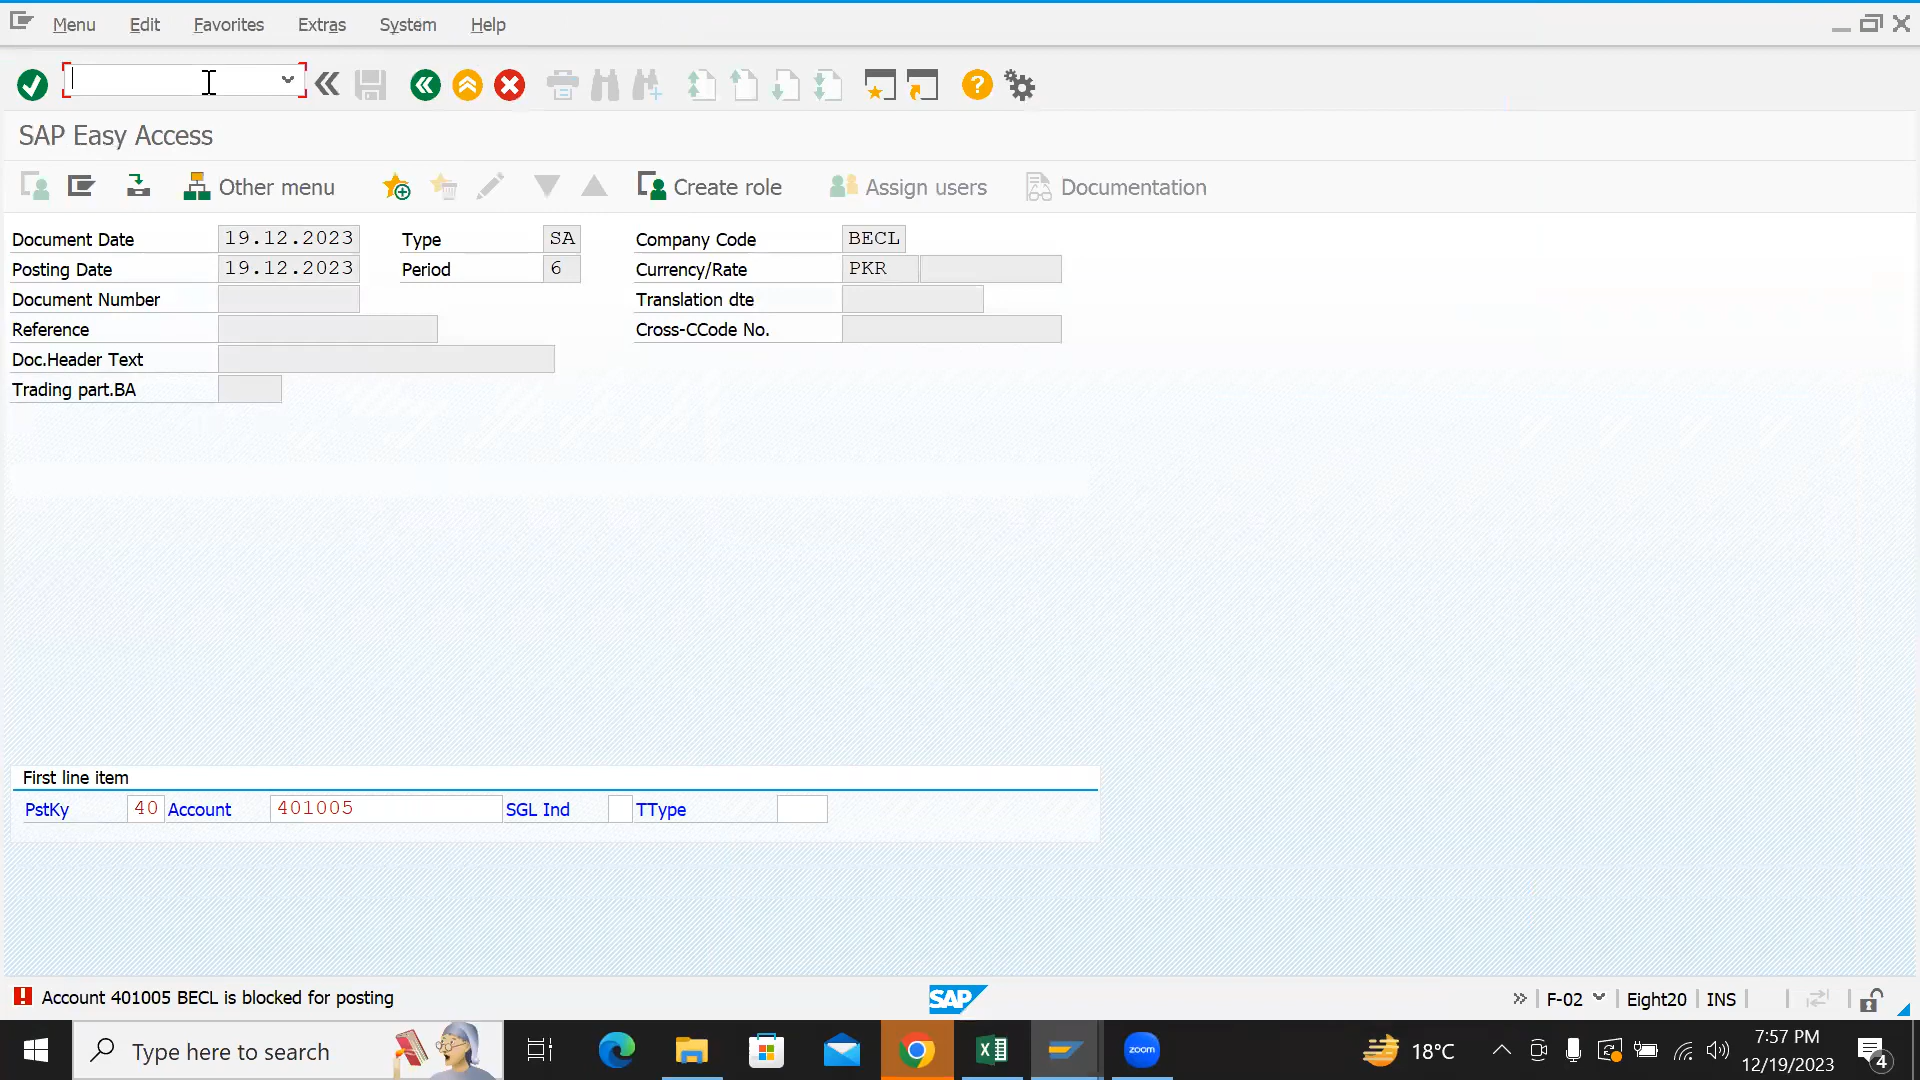 Menu Edit Favorites Extras System Help
SAP Easy Access
Other menu Create role Assign users Documentation
Document Date 19.12.2023 Type SA Company Code BECL
Posting Date 19.12.2023 Period 6 Currency/Rate PKR
Document Number Translation dte
Reference Cross-CCode No.
Doc.Header Text
Trading part.BA
First line item
PstKy 40 Account 401005 SGL Ind TType
Account 401005 BECL is blocked for posting SAP F-02 Eight20 INS
Type here to search zoom 18°C 7:57 PM
12/19/2023 4